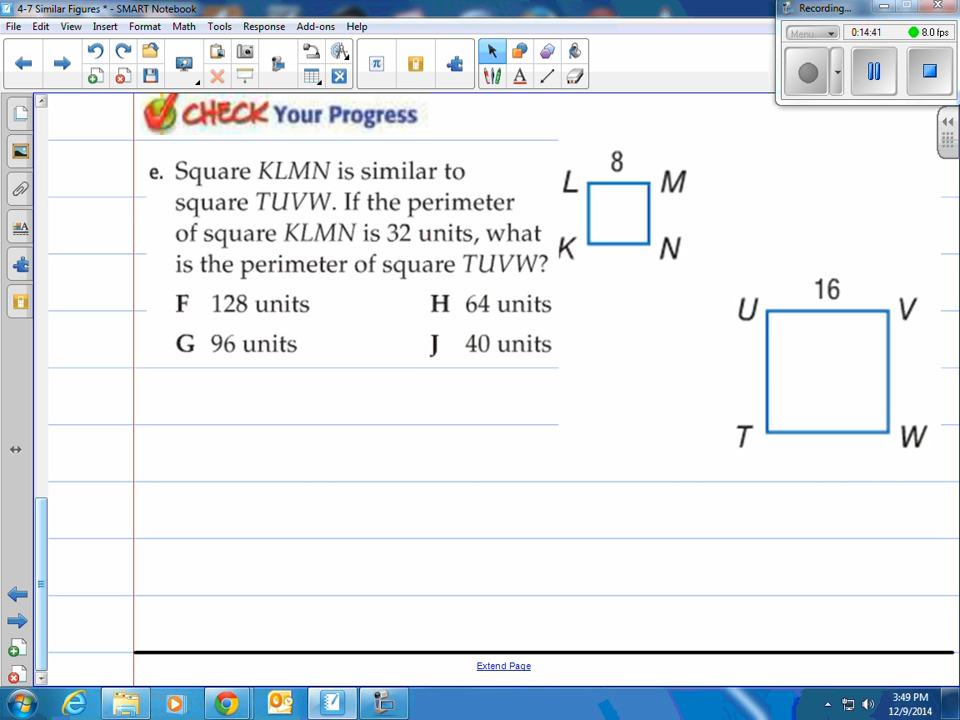 4-7 Similar Figures * - SMART Notebook
Recording...
File Edit View Insert Format Math Tools Response Add-ons Help
Menu
0:14:41
8.0 fps
CHECK Your Progress
e. Square KLMN is similar to
square TUVW. If the perimeter
of square KLMN is 32 units, what
is the perimeter of square TUVW?
F 128 units
H 64 units
G 96 units
J 40 units
8
L
M
K
N
16
U
V
T
W
Extend Page
3:49 PM
12/9/2014